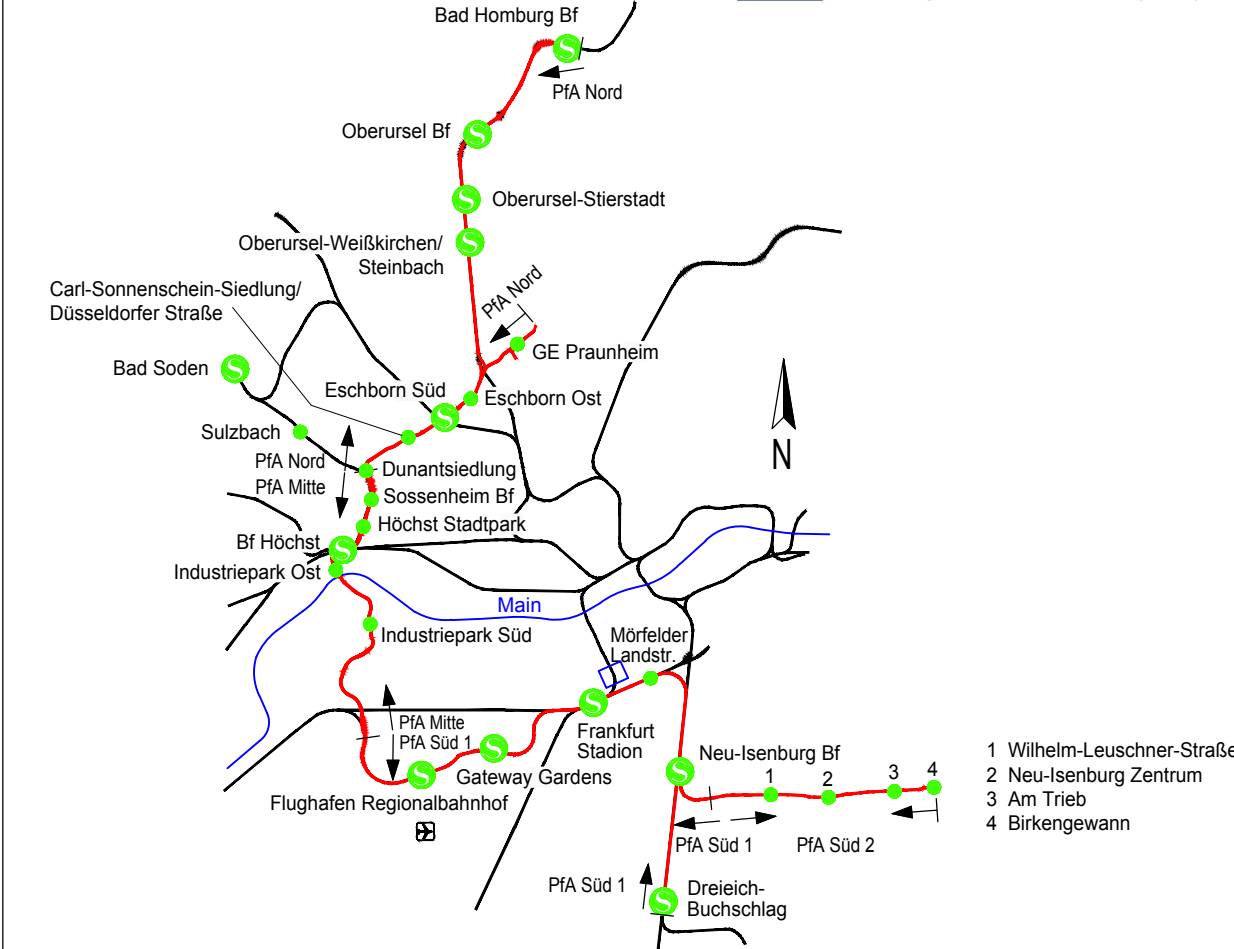 Bad Homburg Bf
PfA Nord
Oberursel Bf
Oberursel-Stierstadt
Oberursel-Weißkirchen/
Steinbach
Carl-Sonnenschein-Siedlung/
Düsseldorfer Straße
PfA Nord
GE Praunheim
Bad Soden
Eschborn Süd
Eschborn Ost
Sulzbach
PfA Nord
PfA Mitte
Dunantsiedlung
Sossenheim Bf
Höchst Stadtpark
Bf Höchst
Industriepark Ost
N
Main
Industriepark Süd
Mörfelder
Landstr.
PfA Mitte
PfA Süd 1
Frankfurt
Stadion
Gateway Gardens
Flughafen Regionalbahnhof
Neu-Isenburg Bf
1
2
3
4
1 Wilhelm-Leuschner-Straße
2 Neu-Isenburg Zentrum
3 Am Trieb
4 Birkengewann
PfA Süd 1
PfA Süd 2
PfA Süd 1
Dreieich-
Buchschlag
S
S
S
S
S
S
S
S
S
S
S
S